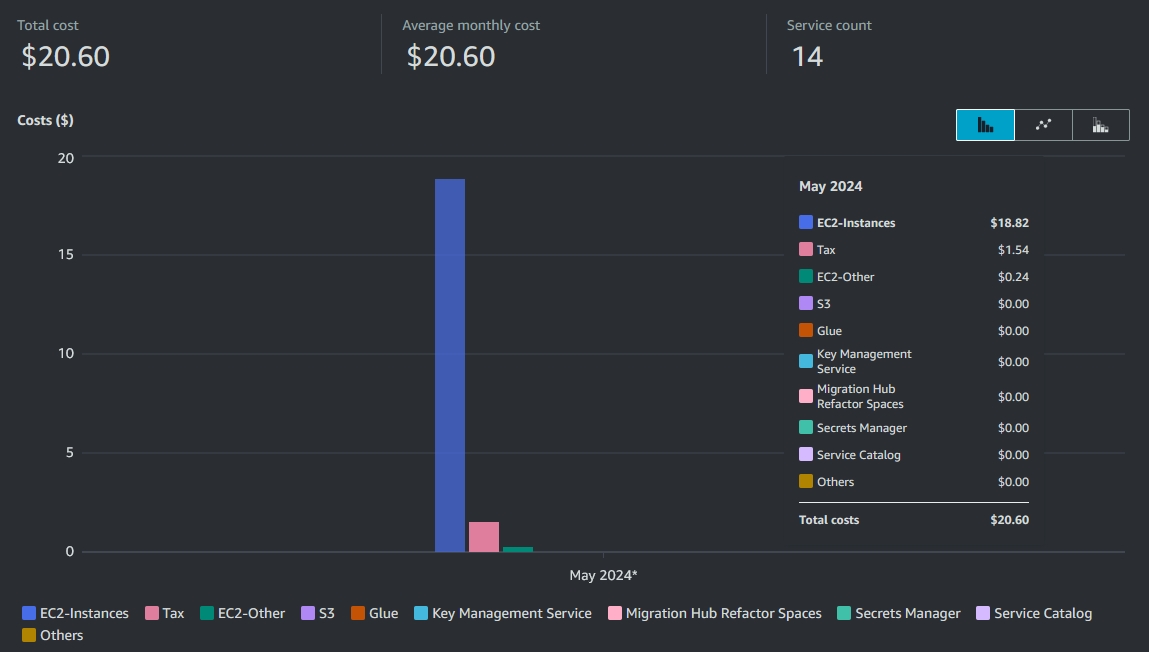 Total cost
$20.60
Average monthly cost
$20.60
Service count
14
Costs ($)
20
15
10
5
0
May 2024*
May 2024
EC2-Instances $18.82
Tax $1.54
EC2-Other $0.24
S3 $0.00
Glue $0.00
Key Management
Service $0.00
Migration Hub
Refactor Spaces $0.00
Secrets Manager $0.00
Service Catalog $0.00
Others $0.00
Total costs $20.60
EC2-Instances Tax EC2-Other S3 Glue Key Management Service Migration Hub Refactor Spaces Secrets Manager Service Catalog
Others